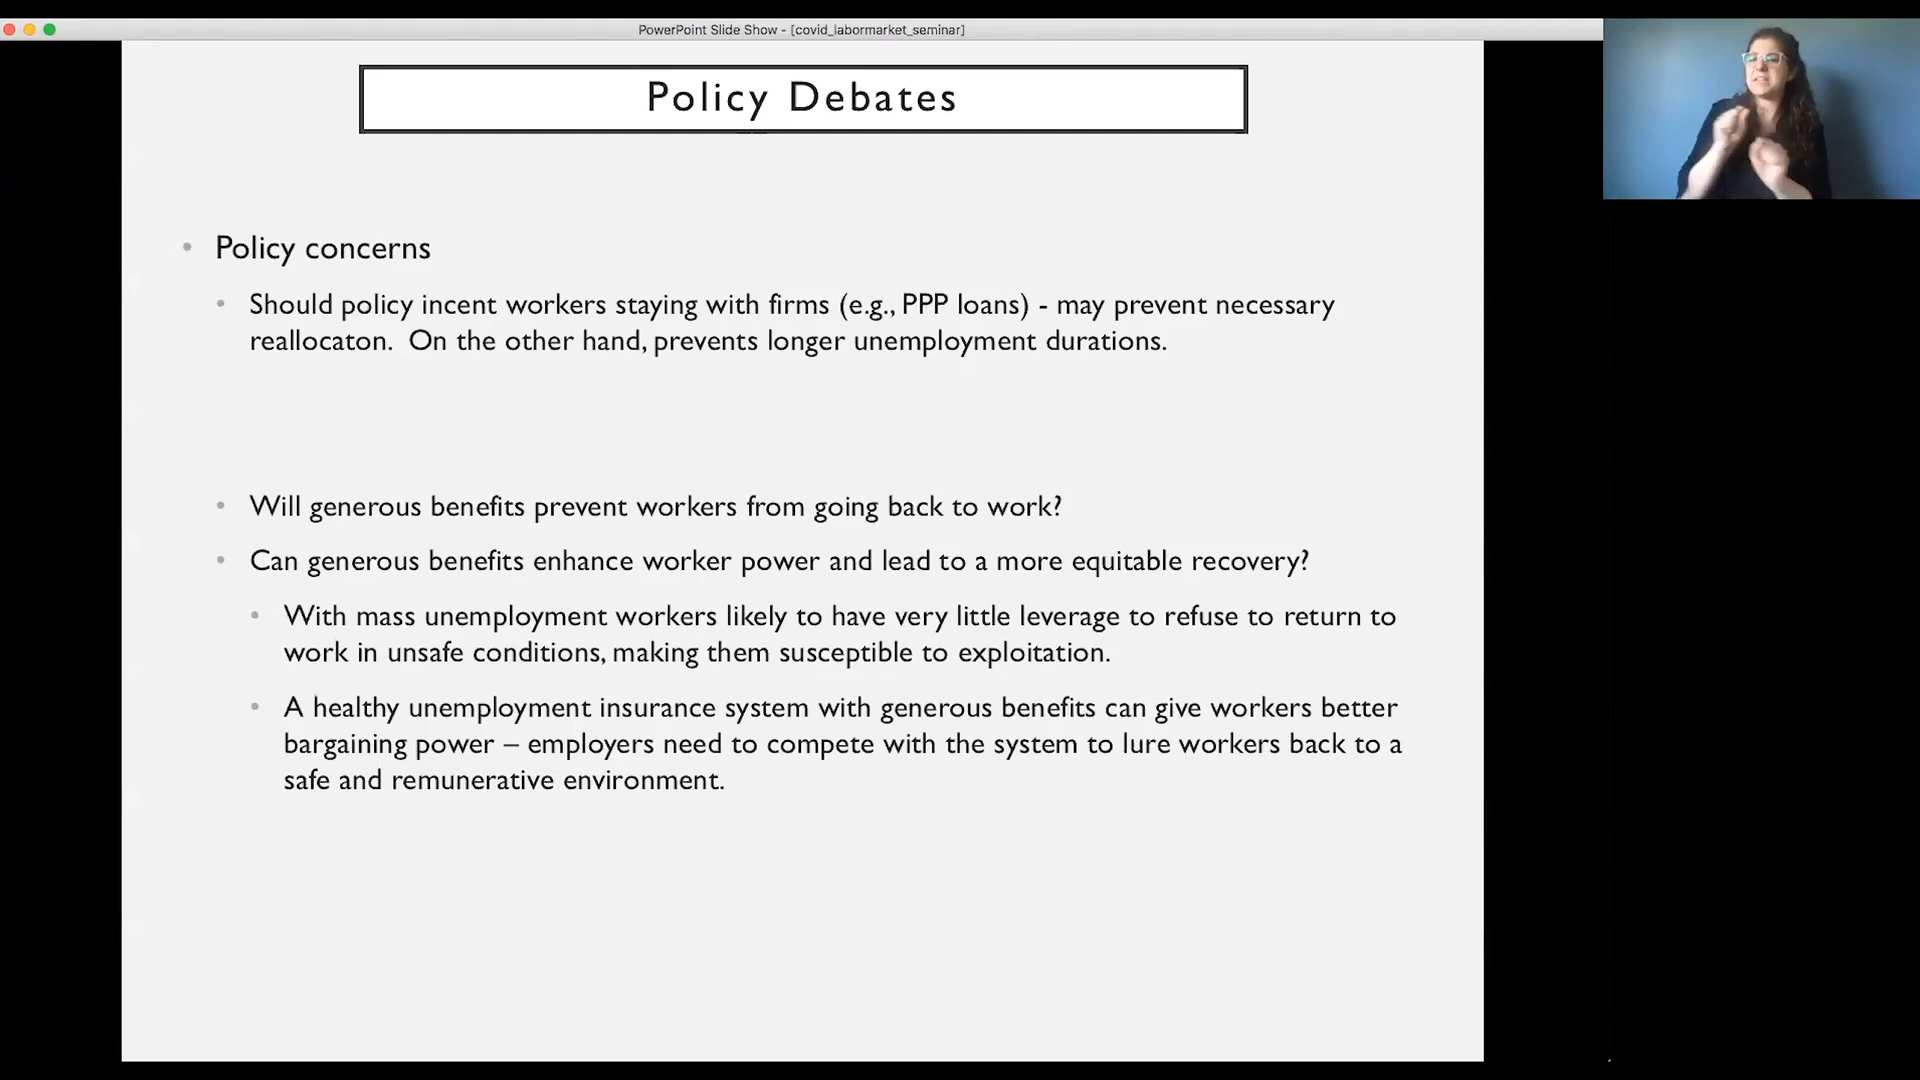 PowerPoint Slide Show - [covid_labormarket_seminar]
Policy Debates
• Policy concerns
• Should policy incent workers staying with firms (e.g., PPP loans) - may prevent necessary
reallocaton.  On the other hand, prevents longer unemployment durations.
• Will generous benefits prevent workers from going back to work?
• Can generous benefits enhance worker power and lead to a more equitable recovery?
• With mass unemployment workers likely to have very little leverage to refuse to return to
work in unsafe conditions, making them susceptible to exploitation.
• A healthy unemployment insurance system with generous benefits can give workers better
bargaining power – employers need to compete with the system to lure workers back to a
safe and remunerative environment.